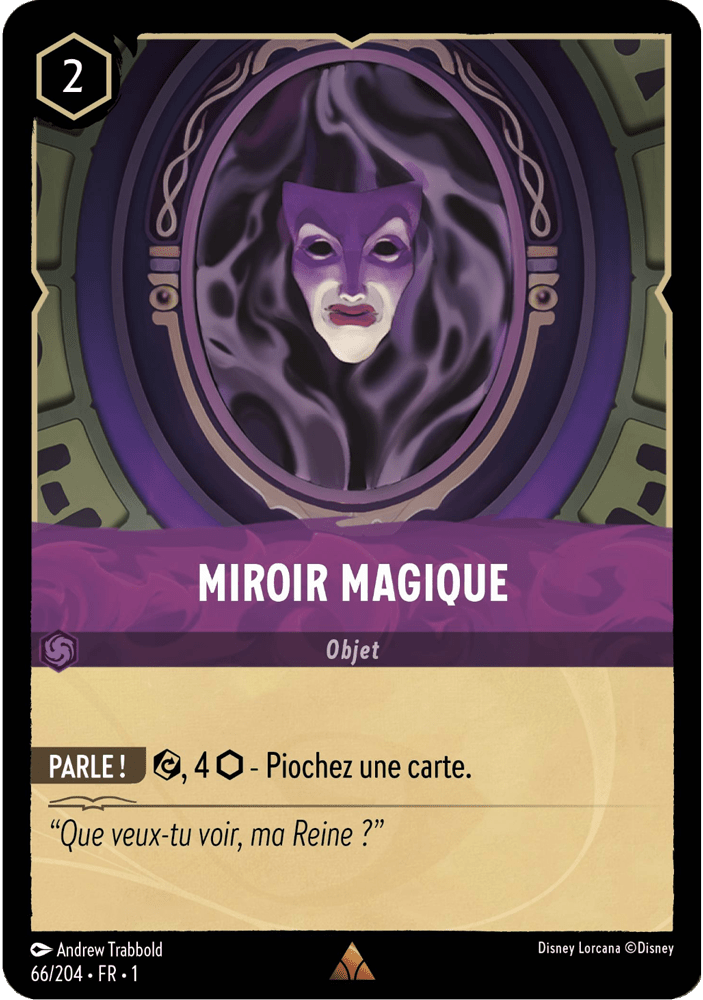 2
MIROIR MAGIQUE
Objet
PARLE ! , 4 - Piochez une carte.
“Que veux-tu voir, ma Reine ?”
Andrew Trabbold
Disney Lorcana ©Disney
66/204 • FR • 1